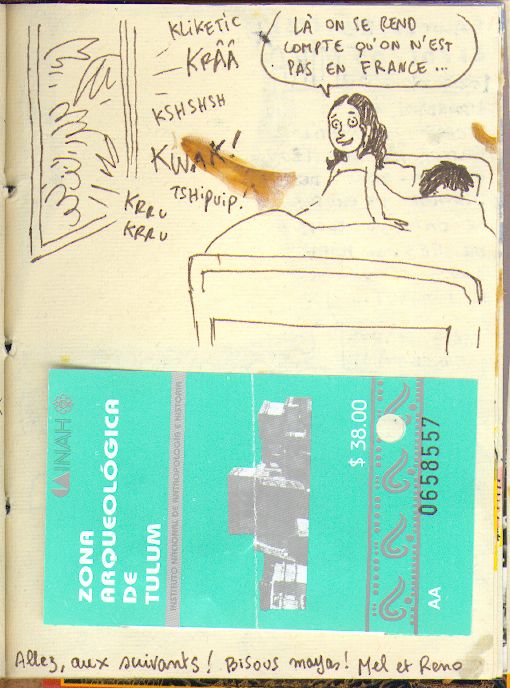 KLIKETIC
KRÂÂ
KSHSHSH
KWAK!
TSHIPUIP!
KRRU
KRRU
LÀ ON SE REND
COMPTE QU'ON N'EST
PAS EN FRANCE...
INAH
ZONA
ARQUEOLÓGICA
DE
TULUM
INSTITUTO NACIONAL DE ANTROPOLOGÍA E HISTORIA
$ 38.00
0658557
AA
Allez, aux suivants! Bisous mayas! Mel et Reno